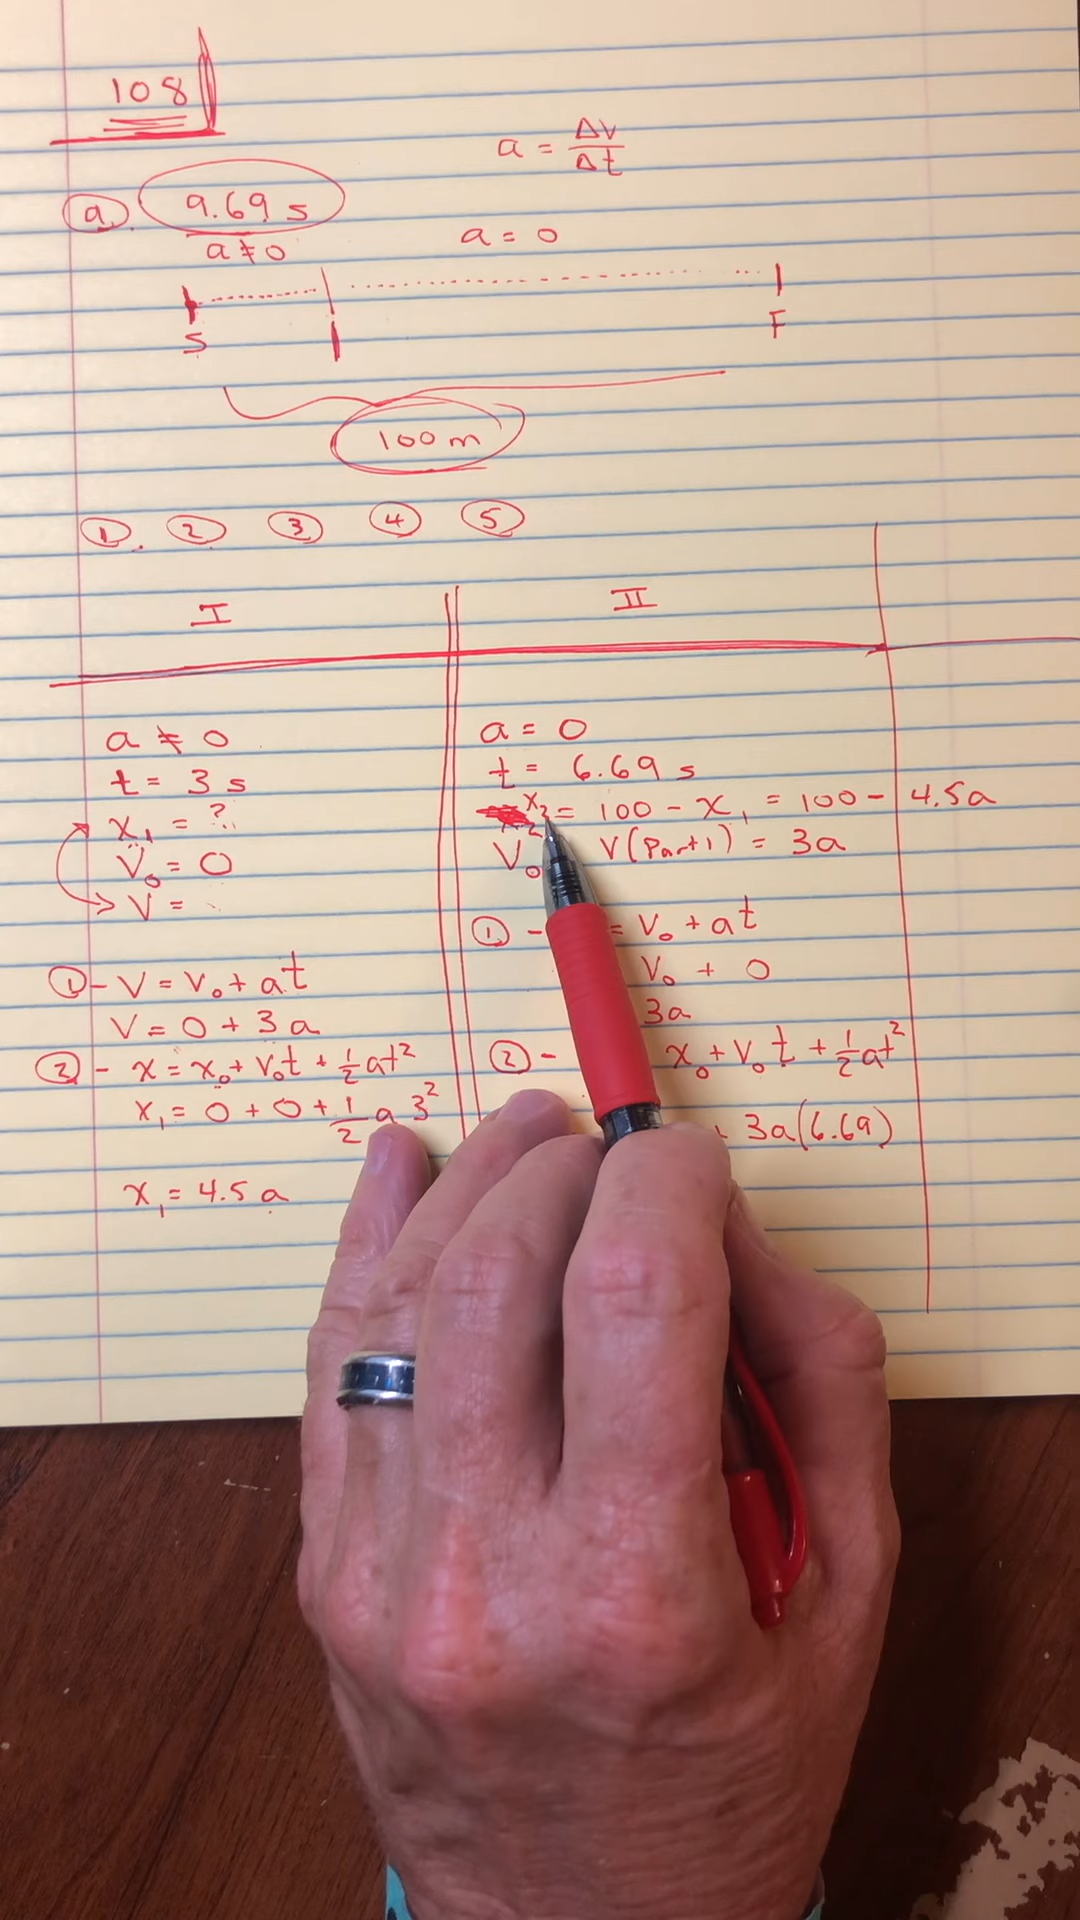 108
a = Δv/Δt
a. 9.69 s
a ≠ 0
a = 0
S
F
100 m
1. 2 3 4 5
I
II
a ≠ 0
t = 3 s
x₁ = ?
V₀ = 0
V =
1 - V = V₀ + at
V = 0 + 3a
2 - x = x₀ + V₀t + ½at²
x₁ = 0 + 0 + ½ a 3²
x₁ = 4.5 a
a = 0
t = 6.69 s
x₂ = 100 - x₁ = 100 - 4.5a
V₀ V(Part 1) = 3a
1 - = V₀ + at
V₀ + 0
3a
2 - x₀ + V₀t + ½at²
3a(6.69)